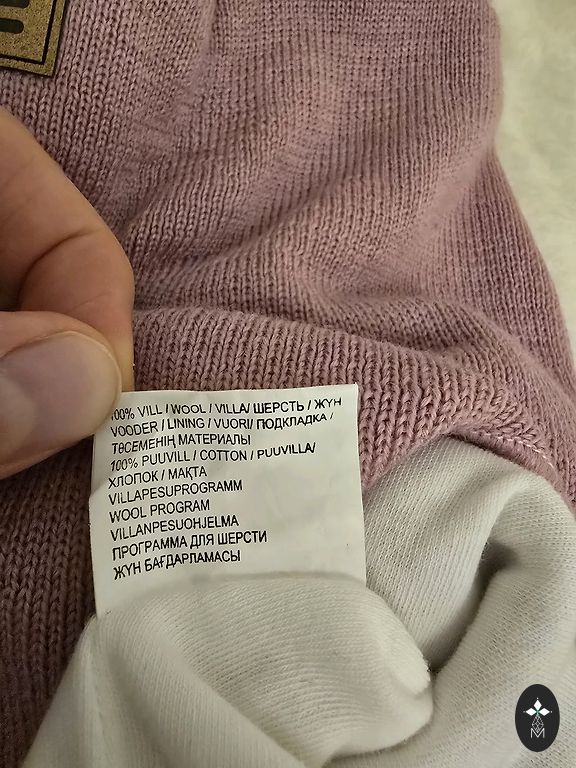 100% VILL / WOOL / VILLA/ ШЕРСТЬ / ЖҮН
VOODER / LINING / VUORI/ ПОДКЛАДКА /
ТӨСЕМЕНІҢ МАТЕРИАЛЫ
100% PUUVILL / COTTON / PUUVILLA/
ХЛОПОК / МАҚТА
VILLAPESUPROGRAMM
WOOL PROGRAM
VILLANPESUOHJELMA
ПРОГРАММА ДЛЯ ШЕРСТИ
ЖҮН БАҒДАРЛАМАСЫ
M